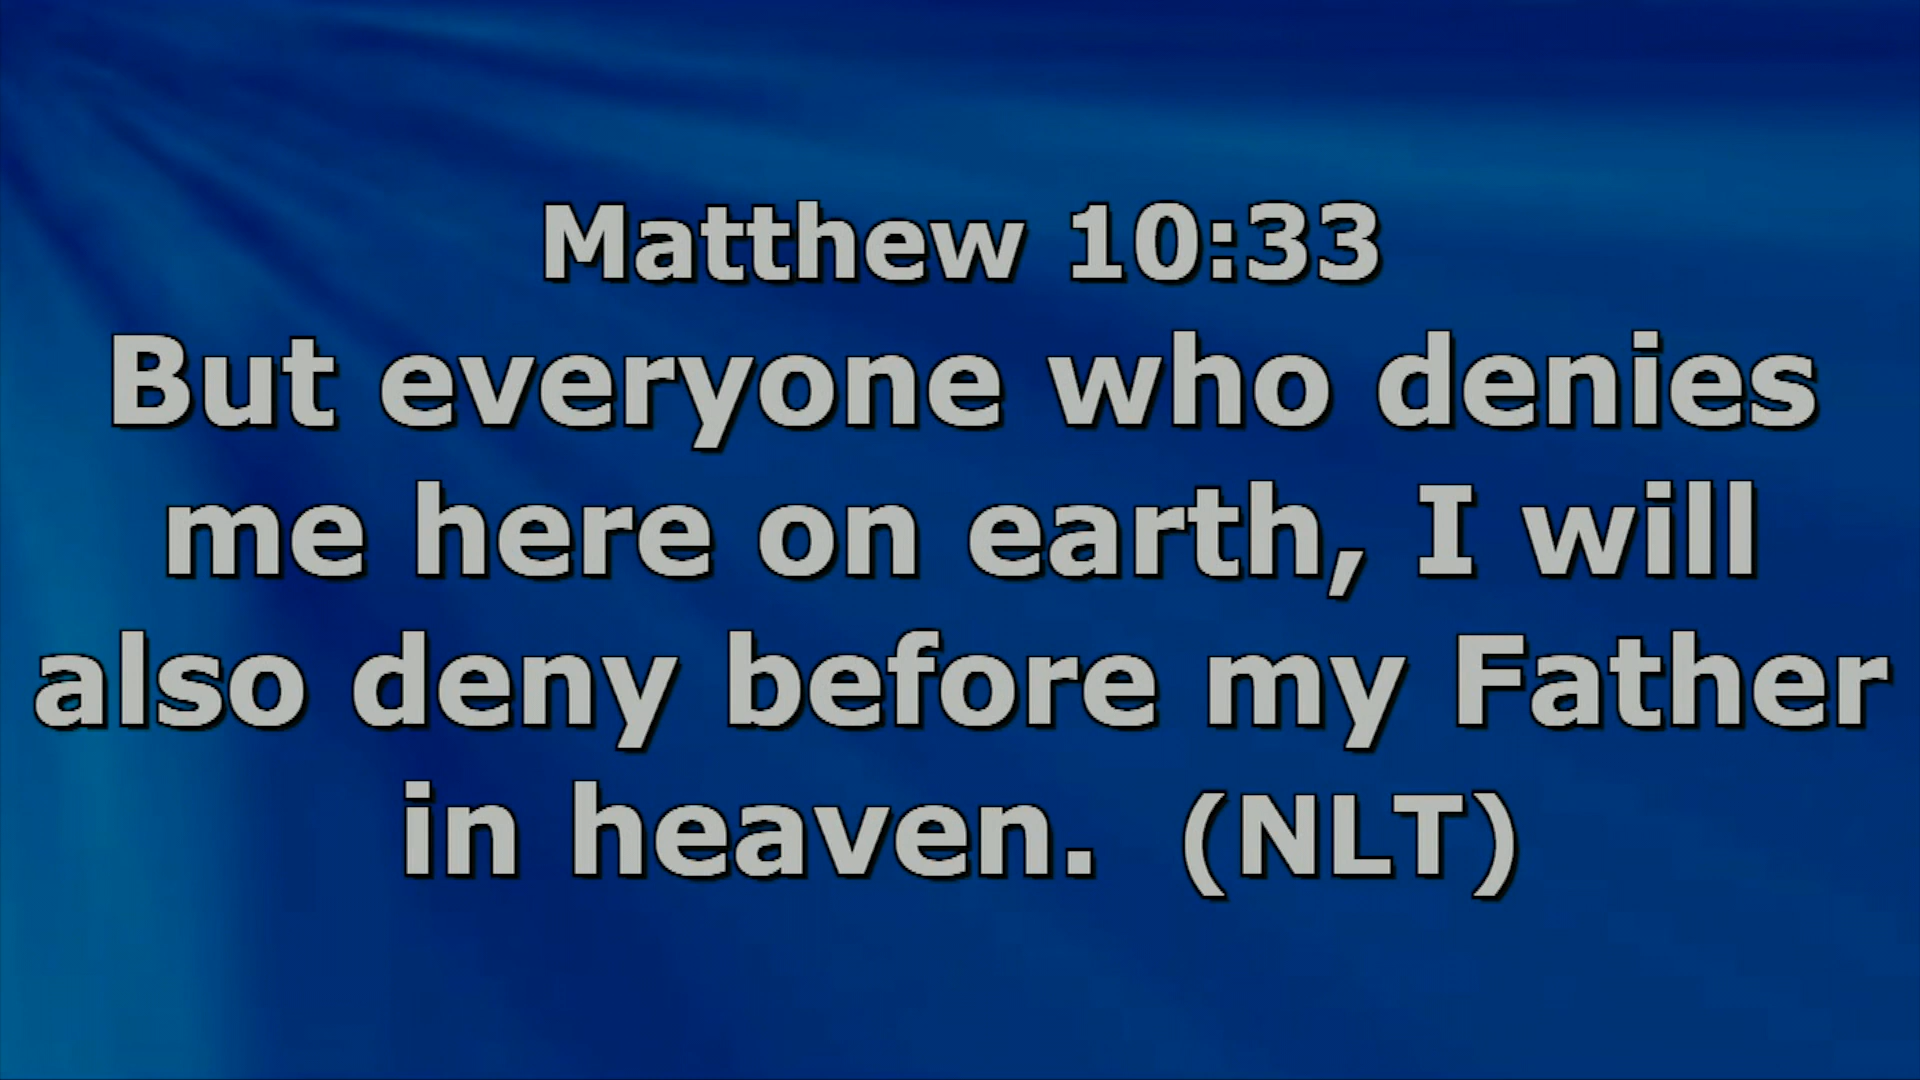 Matthew 10:33
But everyone who denies
me here on earth, I will
also deny before my Father
in heaven.  (NLT)